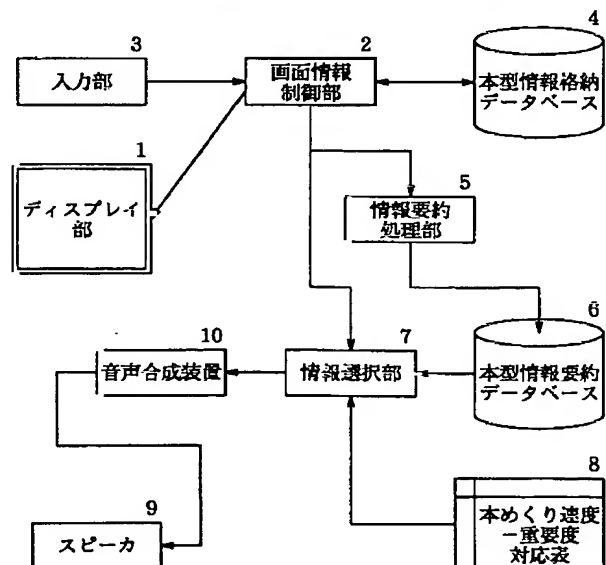 3
入力部
2
画面情報
制御部
4
本型情報格納
データベース
1
ディスプレイ
部
5
情報要約
処理部
6
本型情報要約
データベース
10
音声合成装置
7
情報選択部
8
本めくり速度
－重要度
対応表
9
スピーカ